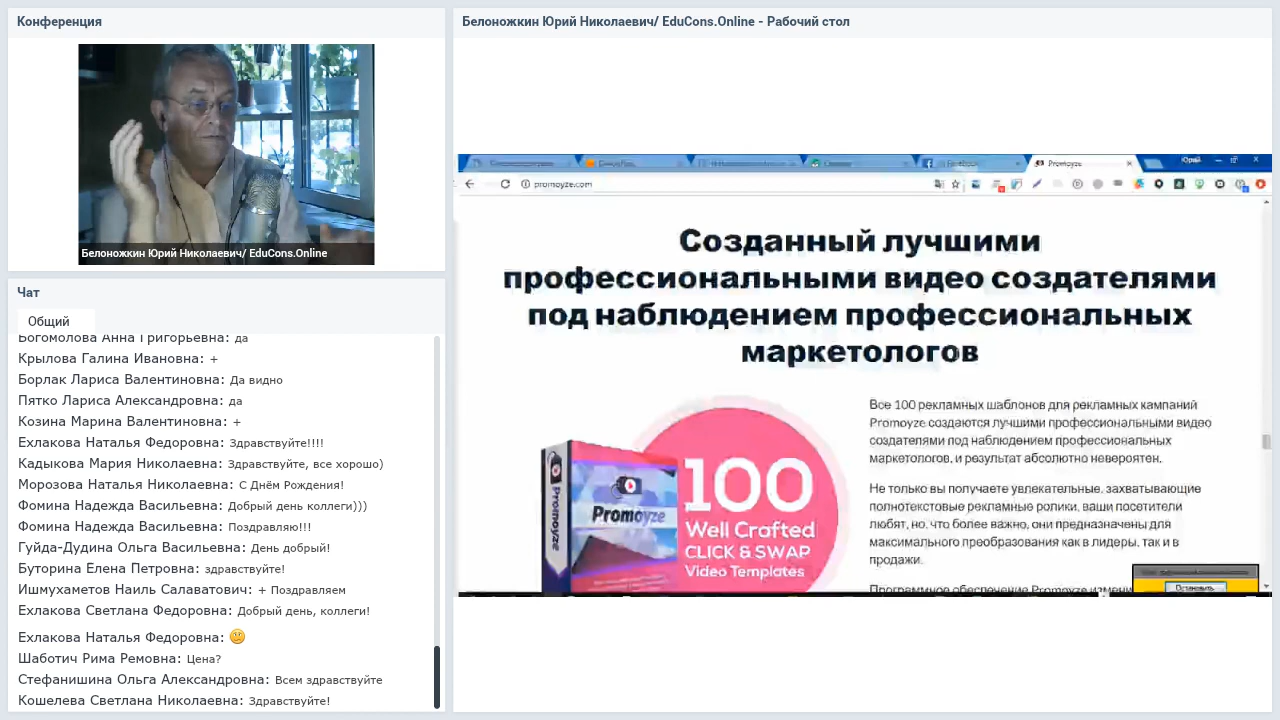 Конференция
Белоножкин Юрий Николаевич/ EduCons.Online
Чат
Общий
Богомолова Анна Григорьевна: да
Крылова Галина Ивановна: +
Борлак Лариса Валентиновна: Да видно
Пятко Лариса Александровна: да
Козина Марина Валентиновна: +
Ехлакова Наталья Федоровна: Здравствуйте!!!!
Кадыкова Мария Николаевна: Здравствуйте, все хорошо)
Морозова Наталья Николаевна: С Днём Рождения!
Фомина Надежда Васильевна: Добрый день коллеги)))
Фомина Надежда Васильевна: Поздравляю!!!
Гуйда-Дудина Ольга Васильевна: День добрый!
Буторина Елена Петровна: здравствуйте!
Ишмухаметов Наиль Салаватович: + Поздравляем
Ехлакова Светлана Федоровна: Добрый день, коллеги!
Ехлакова Наталья Федоровна:
Шаботич Рима Ремовна: Цена?
Стефанишина Ольга Александровна: Всем здравствуйте
Кошелева Светлана Николаевна: Здравствуйте!
Белоножкин Юрий Николаевич/ EduCons.Online - Рабочий стол
Promoyze
Юрий
promoyze.com
Созданный лучшими
профессиональными видео создателями
под наблюдением профессиональных
маркетологов
Promoyze
Promoyze
100
Well Crafted
CLICK & SWAP
Video Templates
Все 100 рекламных шаблонов для рекламных кампаний
Promoyze создаются лучшими профессиональными видео
создателями под наблюдением профессиональных
маркетологов, и результат абсолютно невероятен.
Не только вы получаете увлекательные, захватывающие
полнотекстовые рекламные ролики, ваши посетители
любят, но, что более важно, они предназначены для
максимального преобразования как в лидеры, так и в
продажи.
Программное обеспечение Promoyze
Остановить